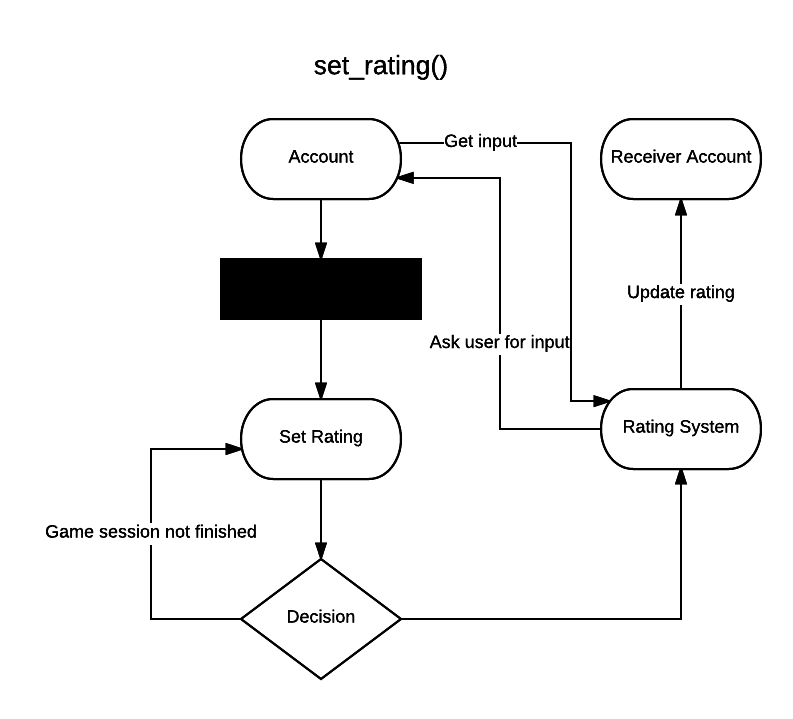 set_rating()
Account
Get input
Receiver Account
Update rating
Ask user for input
Set Rating
Rating System
Game session not finished
Decision